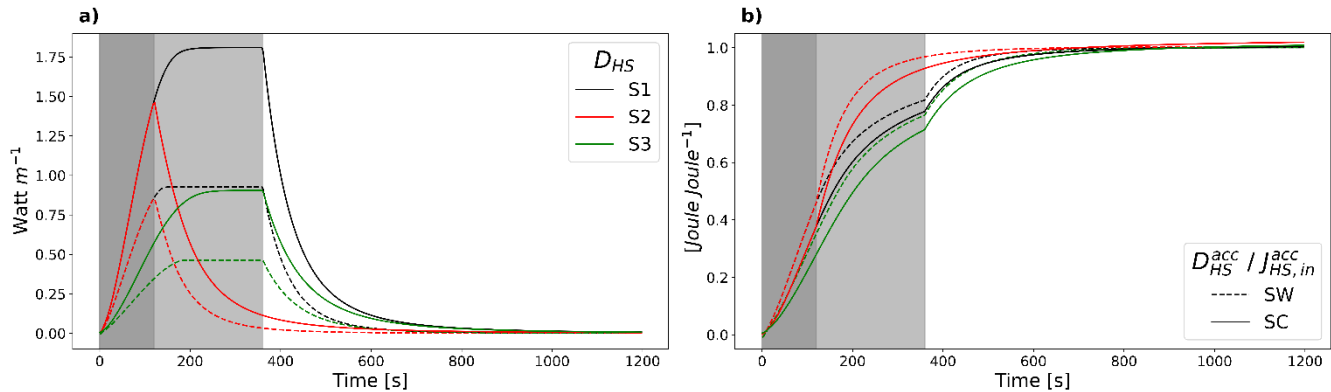 a)
Watt m⁻¹
1.75
1.50
1.25
1.00
0.75
0.50
0.25
0.00
0 200 400 600 800 1000 1200
Time [s]
D_HS
S1
S2
S3
b)
[Joule Joule⁻¹]
1.0
0.8
0.6
0.4
0.2
0.0
0 200 400 600 800 1000 1200
Time [s]
D_HS^acc / J_HS,in^acc
SW
SC